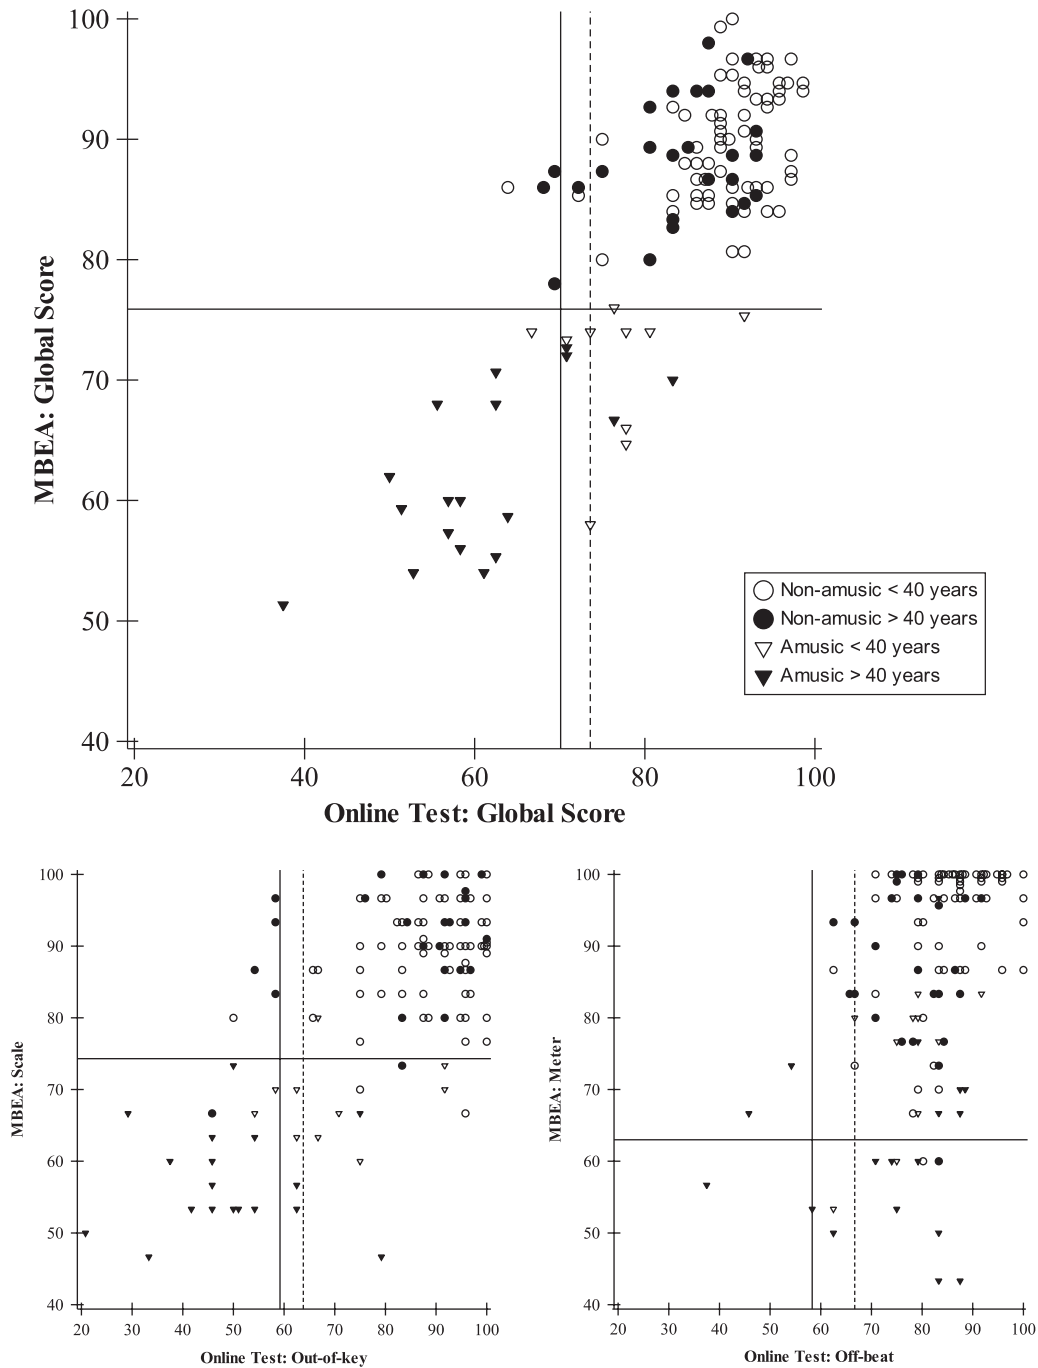 100
90
80
70
60
50
40
MBEA: Global Score
Non-amusic < 40 years
Non-amusic > 40 years
Amusic < 40 years
Amusic > 40 years
20 40 60 80 100
Online Test: Global Score
100
90
80
70
60
50
40
MBEA: Scale
20 30 40 50 60 70 80 90 100
Online Test: Out-of-key
100
90
80
70
60
50
40
MBEA: Meter
20 30 40 50 60 70 80 90 100
Online Test: Off-beat